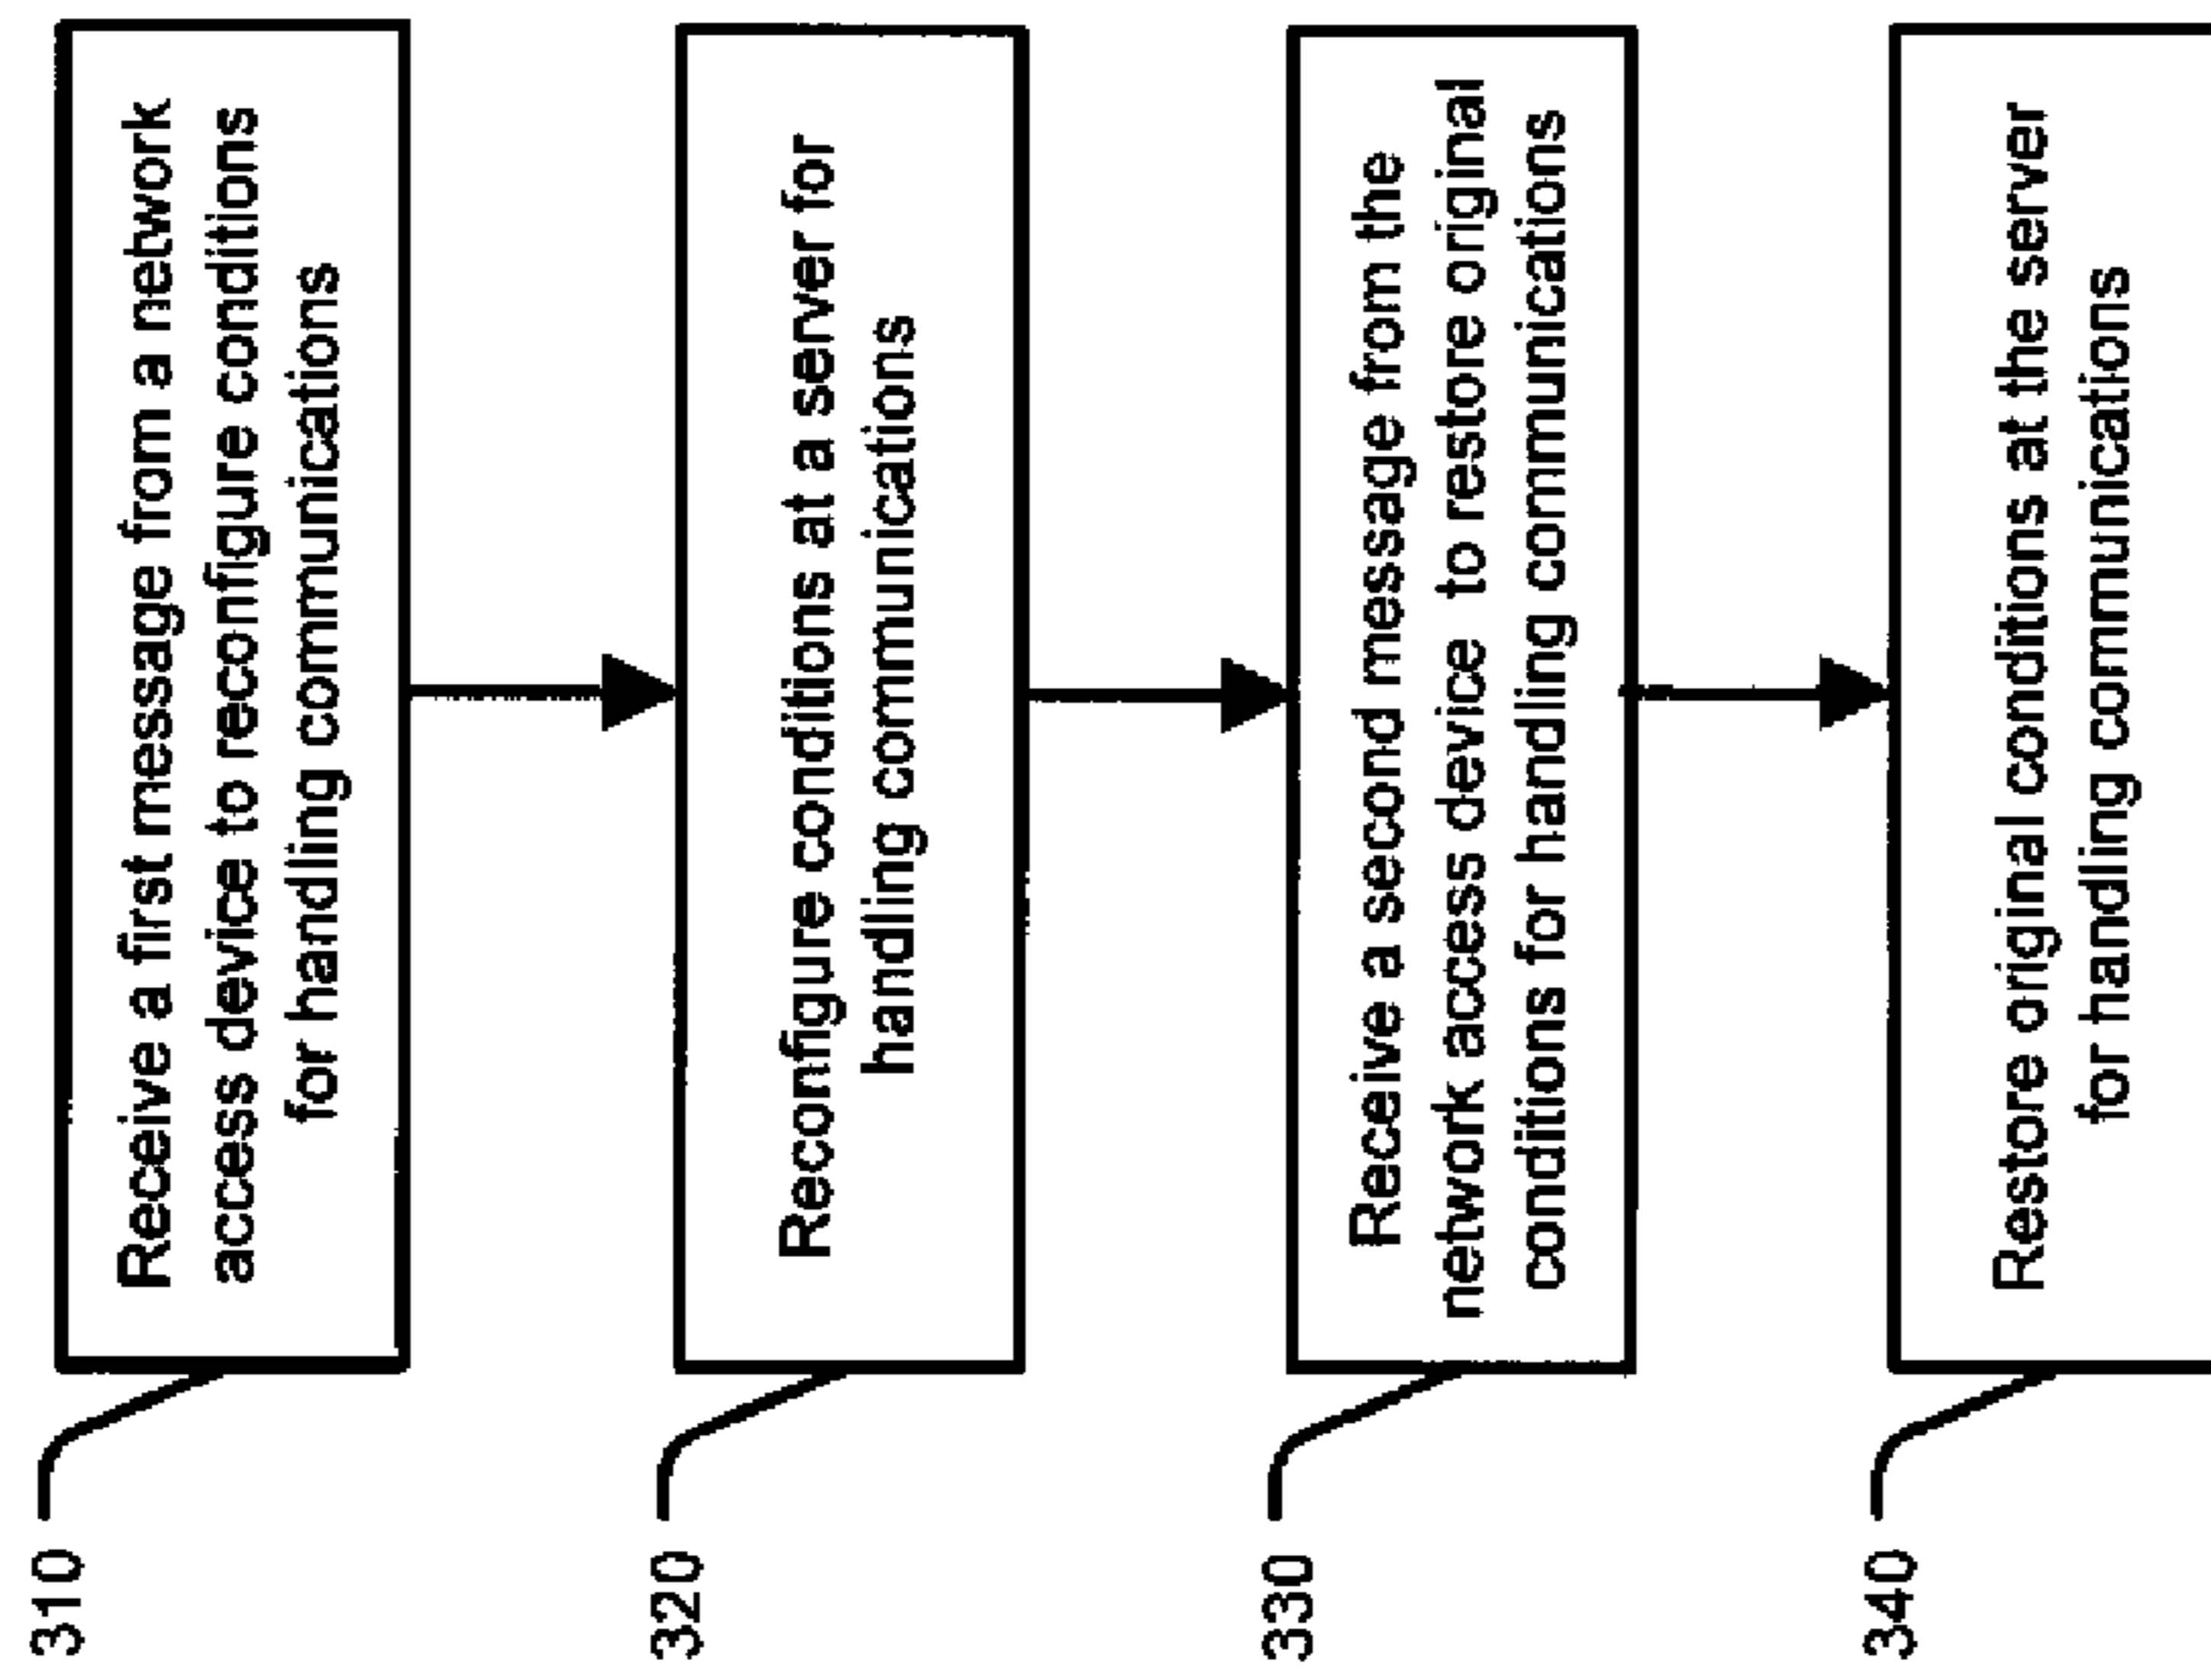 310
Receive a first message from a network
access device to reconfigure conditions
for handling communications
320
Reconfigure conditions at a server for
handling communications
330
Receive a second message from the
network access device to restore original
conditions for handling communications
340
Restore original conditions at the server
for handling communications